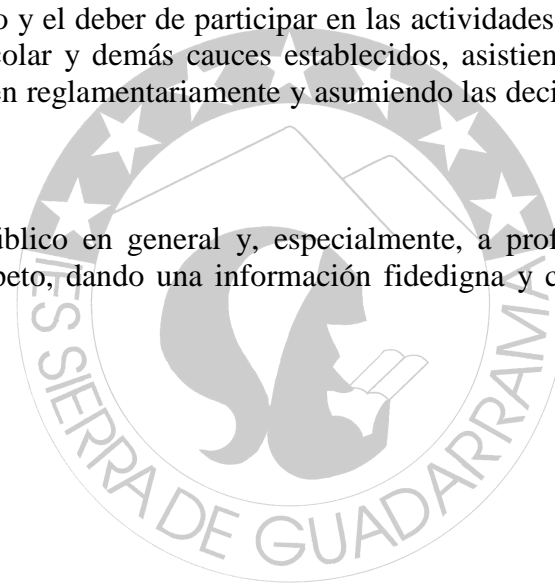 o y el deber de participar en las actividades
colar y demás cauces establecidos, asistien
en reglamentariamente y asumiendo las deci
úblico en general y, especialmente, a prof
peto, dando una información fidedigna y c
IES SIERRA DE GUADARRAMA